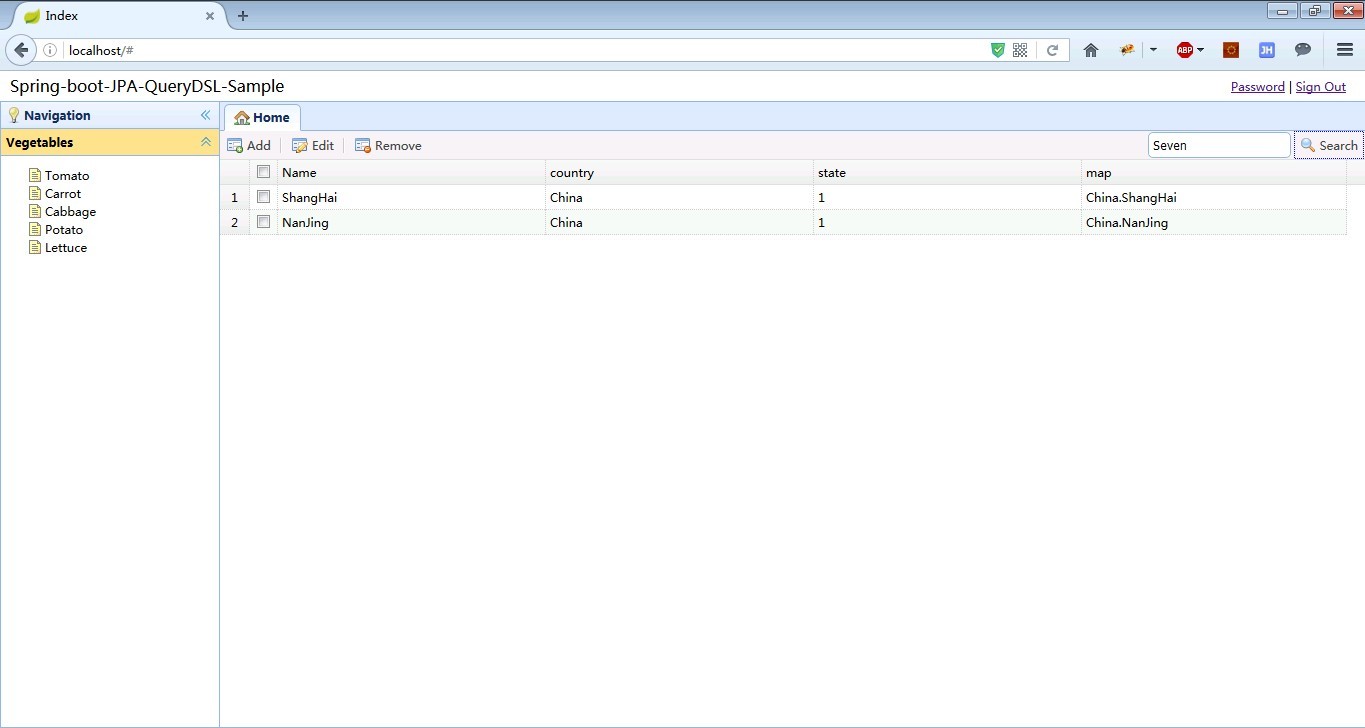 Index
localhost/#
ABP
JH
Spring-boot-JPA-QueryDSL-Sample
Password | Sign Out
Navigation
Home
Vegetables
Add Edit Remove Seven Search
Name country state map
Tomato
Carrot
Cabbage
Potato
Lettuce
1 ShangHai China 1 China.ShangHai
2 NanJing China 1 China.NanJing